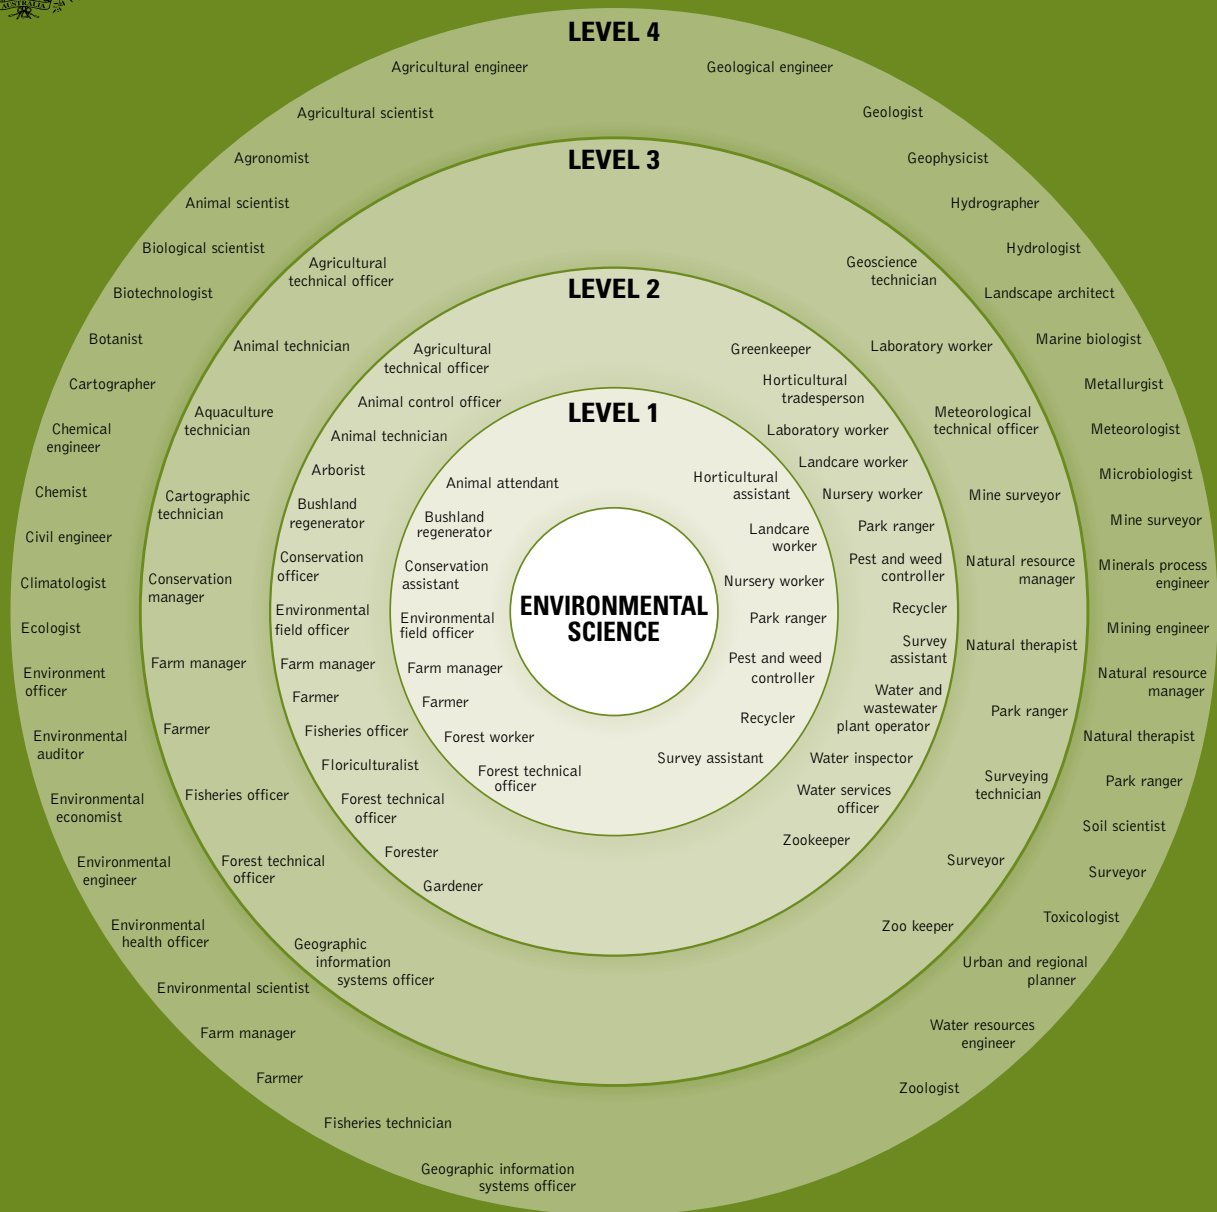 AUSTRALIA
LEVEL 4
Agricultural engineer
Agricultural scientist
Agronomist
Animal scientist
Biological scientist
Biotechnologist
Botanist
Cartographer
Chemical
engineer
Chemist
Civil engineer
Climatologist
Ecologist
Environment
officer
Environmental
auditor
Environmental
economist
Environmental
engineer
Environmental
health officer
Environmental scientist
Farm manager
Farmer
Fisheries technician
Geographic information
systems officer
Geological engineer
Geologist
Geophysicist
Hydrographer
Hydrologist
Landscape architect
Marine biologist
Metallurgist
Meteorologist
Microbiologist
Mine surveyor
Minerals process
engineer
Mining engineer
Natural resource
manager
Natural therapist
Park ranger
Soil scientist
Surveyor
Toxicologist
Urban and regional
planner
Water resources
engineer
Zoologist
LEVEL 3
Agricultural
technical officer
Animal technician
Aquaculture
technician
Cartographic
technician
Conservation
manager
Farm manager
Farmer
Fisheries officer
Forest technical
officer
Geographic
information
systems officer
Geoscience
technician
Laboratory worker
Meteorological
technical officer
Mine surveyor
Natural resource
manager
Natural therapist
Park ranger
Surveying
technician
Surveyor
Zoo keeper
LEVEL 2
Agricultural
technical officer
Animal control officer
Animal technician
Arborist
Bushland
regenerator
Conservation
officer
Environmental
field officer
Farm manager
Farmer
Fisheries officer
Floriculturalist
Forest technical
officer
Forester
Gardener
Greenkeeper
Horticultural
tradesperson
Laboratory worker
Landcare worker
Nursery worker
Park ranger
Pest and weed
controller
Recycler
Survey
assistant
Water and
wastewater
plant operator
Water inspector
Water services
officer
Zookeeper
LEVEL 1
Animal attendant
Bushland
regenerator
Conservation
assistant
Environmental
field officer
Farm manager
Farmer
Forest worker
Forest technical
officer
Horticultural
assistant
Landcare
worker
Nursery worker
Park ranger
Pest and weed
controller
Recycler
Survey assistant
ENVIRONMENTAL
SCIENCE